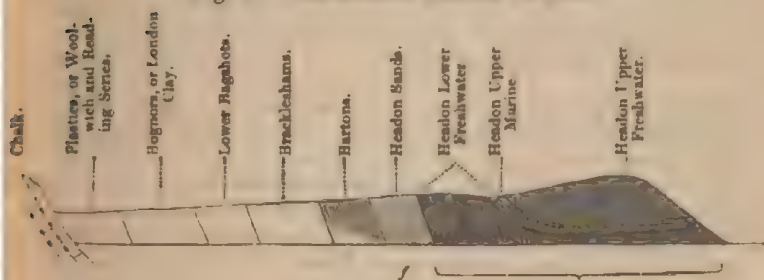 Chalk.
Plastics, or Wool-
wich and Read-
ing Series.
Bognors, or London
Clay.
Lower Bagshots.
Brackleshams.
Bartons.
Headon Sands.
Headon Lower
Freshwater
Headon Upper
Marine
Headon Upper
Freshwater.